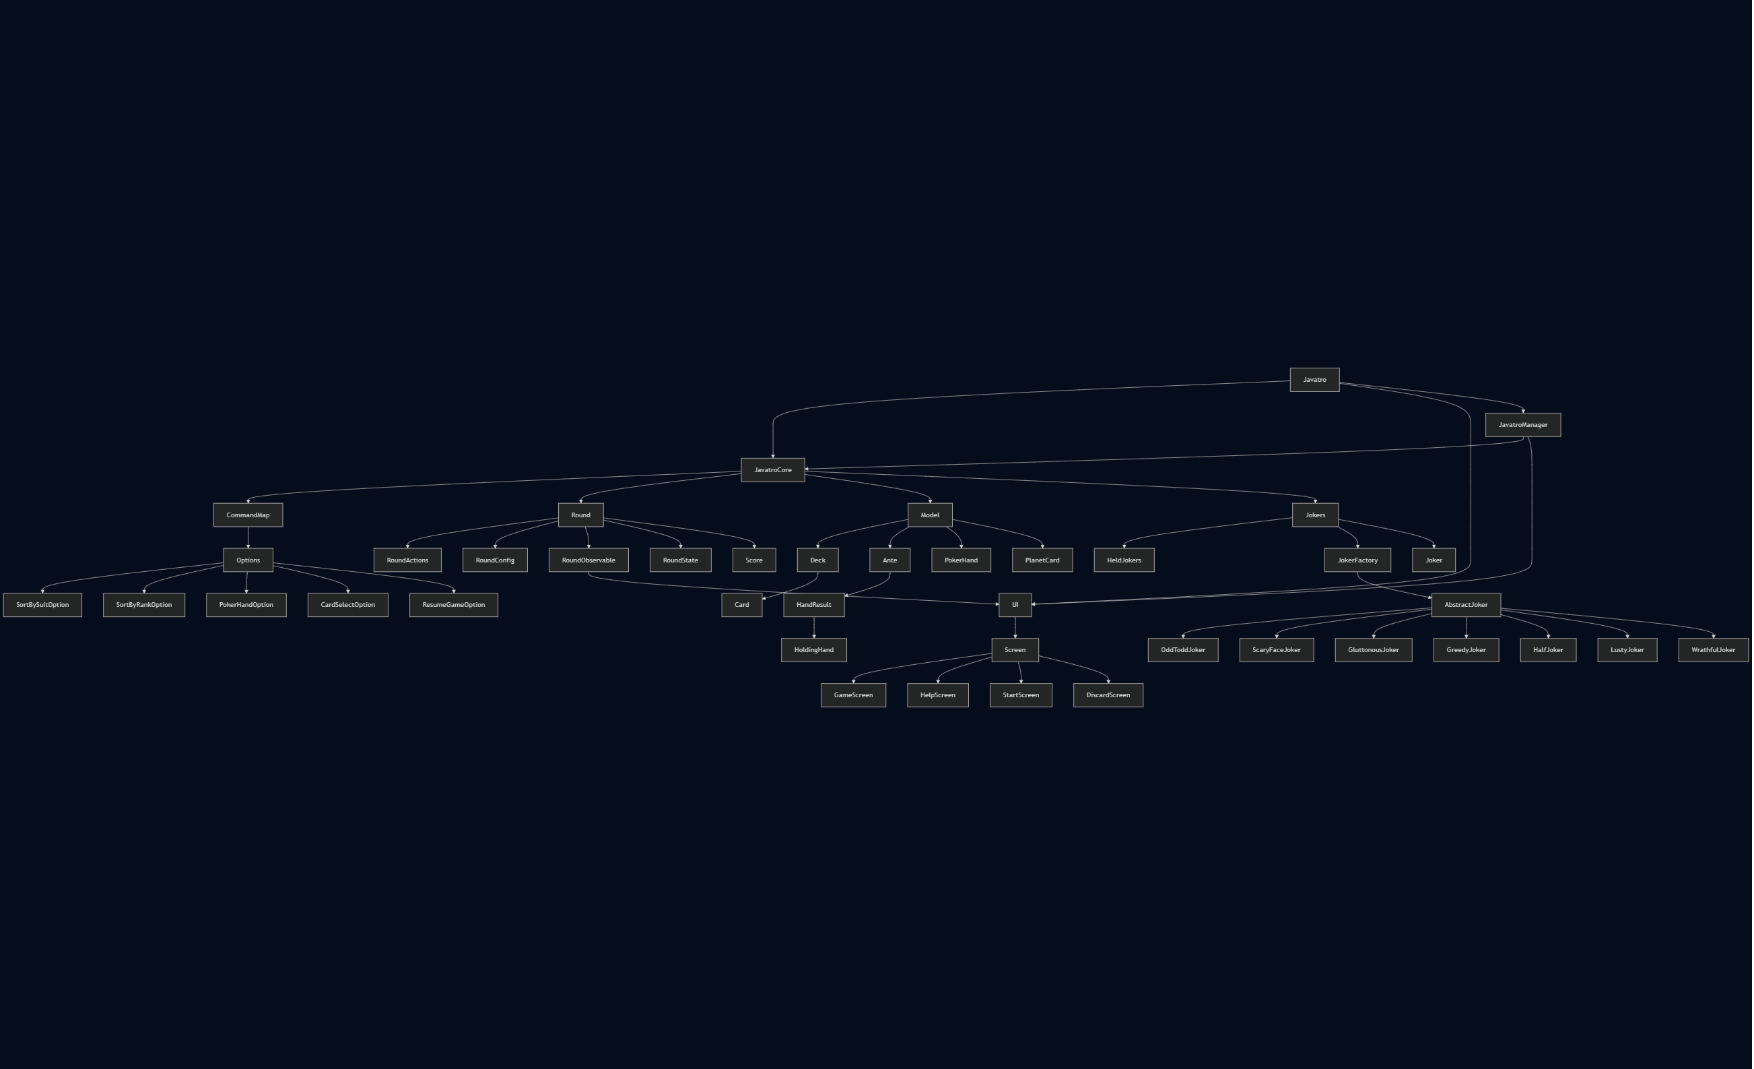 Javatro
JavatroManager
JavatroCore
CommandMap
Round
Model
Jokers
Options
RoundActions
RoundConfig
RoundObservable
RoundState
Score
Deck
Ante
PokerHand
PlanetCard
HeldJokers
JokerFactory
Joker
SortBySuitOption
SortByRankOption
PokerHandOption
CardSelectOption
ResumeGameOption
Card
HandResult
UI
AbstractJoker
HoldingHand
Screen
OddToddJoker
ScaryFaceJoker
GluttonousJoker
GreedyJoker
HalfJoker
LustyJoker
WrathfulJoker
GameScreen
HelpScreen
StartScreen
DiscardScreen